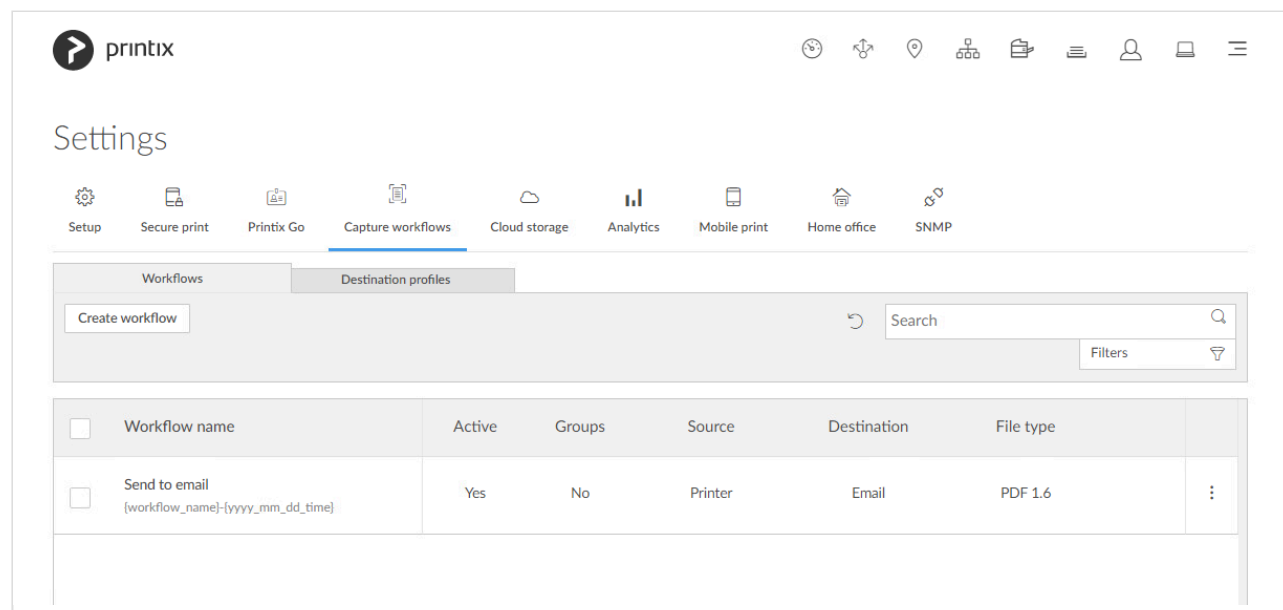 printix
Settings
Setup Secure print Printix Go Capture workflows Cloud storage Analytics Mobile print Home office SNMP
Workflows Destination profiles
Create workflow Search
Filters
Workflow name Active Groups Source Destination File type
Send to email
{workflow_name}-{yyyy_mm_dd_time}
Yes No Printer Email PDF 1.6